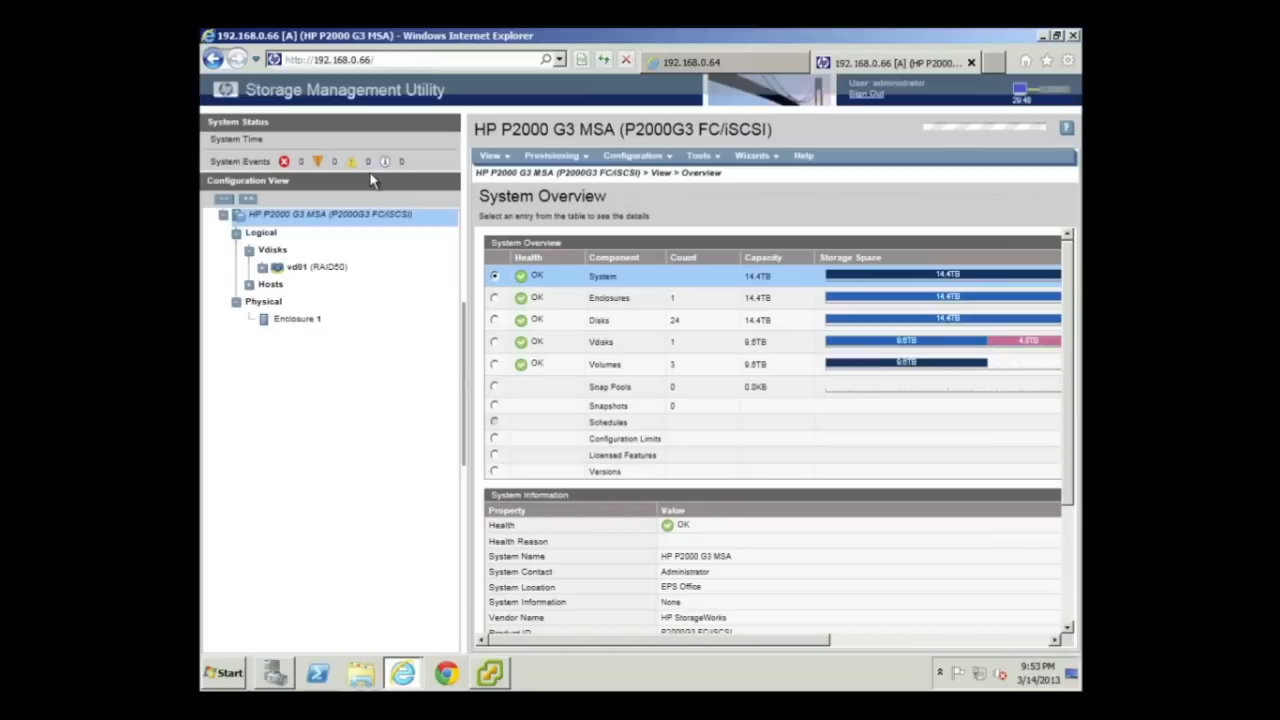 192.168.0.66 [A] (HP P2000 G3 MSA) - Windows Internet Explorer
http://192.168.0.66/
192.168.0.64
192.168.0.66 [A] (HP P2000...
hp
Storage Management Utility
User: administrator
Sign Out
29:48
System Status
System Time
System Events 0 0 0 0
Configuration View
HP P2000 G3 MSA (P2000G3 FC/iSCSI)
Logical
Vdisks
vd01 (RAID50)
Hosts
Physical
Enclosure 1
HP P2000 G3 MSA (P2000G3 FC/iSCSI)
View Provisioning Configuration Tools Wizards Help
HP P2000 G3 MSA (P2000G3 FC/iSCSI) > View > Overview
System Overview
Select an entry from the table to see the details
System Overview
Health Component Count Capacity Storage Space
OK System 14.4TB 14.4TB
OK Enclosures 1 14.4TB 14.4TB
OK Disks 24 14.4TB 14.4TB
OK Vdisks 1 9.6TB 9.6TB
OK Volumes 3 9.6TB 9.6TB
Snap Pools 0 0.0KB
Snapshots 0
Schedules
Configuration Limits
Licensed Features
Versions
System Information
Property Value
Health OK
Health Reason
System Name HP P2000 G3 MSA
System Contact Administrator
System Location EPS Office
System Information None
Vendor Name HP StorageWorks
Product ID P2000G3 FC/iSCSI
Start
9:53 PM
3/14/2013